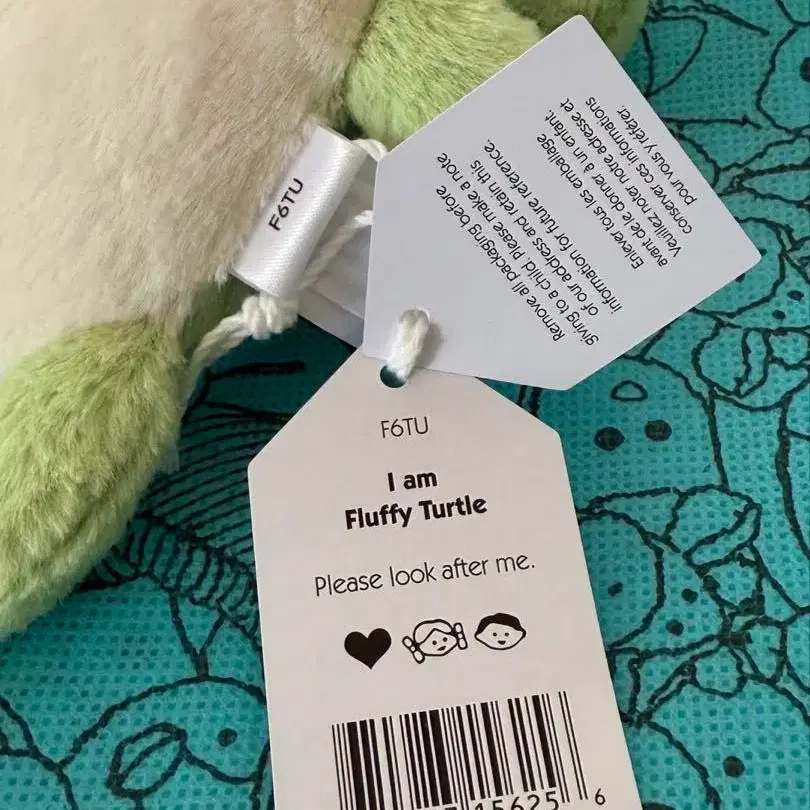 F6TU
Remove all packaging before
giving to a child. Please make a note
of our address and retain this
information for future reference.
Enlever tous les emballage
avant de le donner à un enfant.
Veuillez noter notre adresse et
conserver ces informations
pour vous y référer.
F6TU
I am
Fluffy Turtle
Please look after me.
15625 6